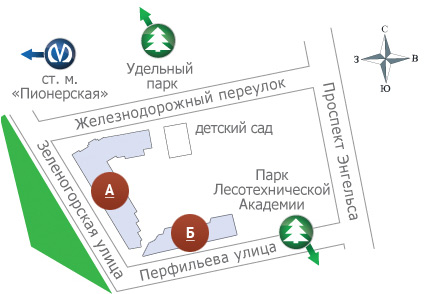 Удельный
парк
М
ст. м.
«Пионерская»
С
З
В
Ю
Железнодорожный переулок
детский сад
Проспект Энгельса
Зеленогорская улица
А
Парк
Лесотехнической
Академии
Б
Перфильева улица